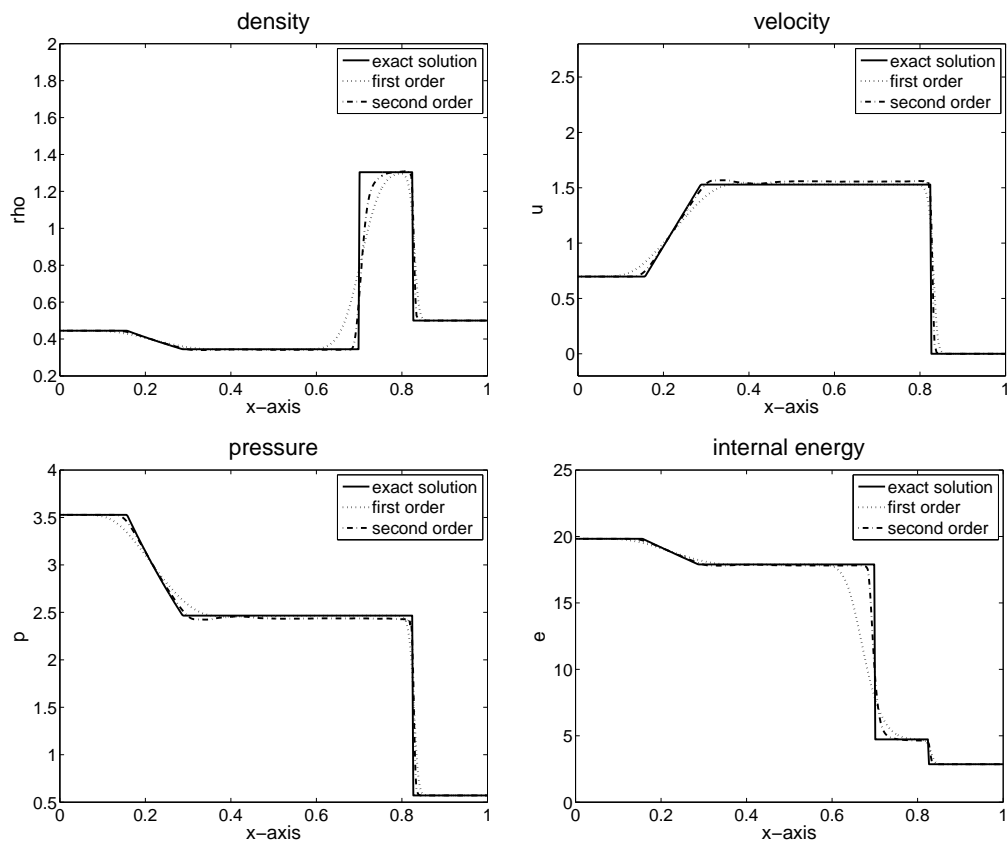 density
2
1.8
1.6
1.4
1.2
1
0.8
0.6
0.4
0.2
rho
0 0.2 0.4 0.6 0.8 1
x−axis
exact solution
first order
second order
velocity
2.5
2
1.5
1
0.5
0
u
0 0.2 0.4 0.6 0.8 1
x−axis
exact solution
first order
second order
pressure
4
3.5
3
2.5
2
1.5
1
0.5
p
0 0.2 0.4 0.6 0.8 1
x−axis
exact solution
first order
second order
internal energy
25
20
15
10
5
0
e
0 0.2 0.4 0.6 0.8 1
x−axis
exact solution
first order
second order